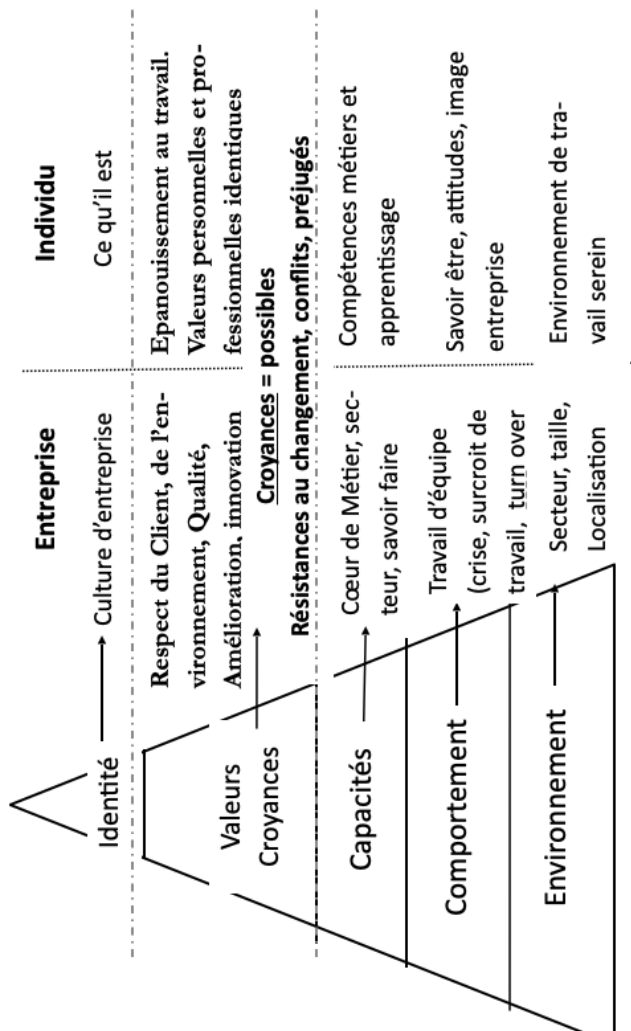 Entreprise
Individu
Identité
Culture d'entreprise
Ce qu'il est
Valeurs
Croyances
Respect du Client, de l'en-
vironnement, Qualité,
Amélioration, innovation
Epanouissement au travail.
Valeurs personnelles et pro-
fessionnelles identiques
Croyances = possibles
Résistances au changement, conflits, préjugés
Capacités
Cœur de Métier, sec-
teur, savoir faire
Compétences métiers et
apprentissage
Comportement
Travail d'équipe
(crise, surcroit de
travail, turn over
Savoir être, attitudes, image
entreprise
Environnement
Secteur, taille,
Localisation
Environnement de tra-
vail serein